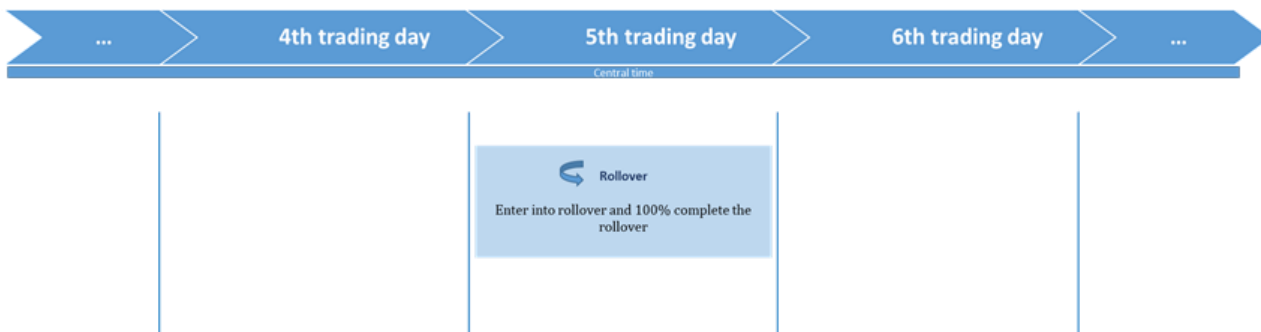 ...
4th trading day
5th trading day
6th trading day
...
Central time
Rollover
Enter into rollover and 100% complete the
rollover